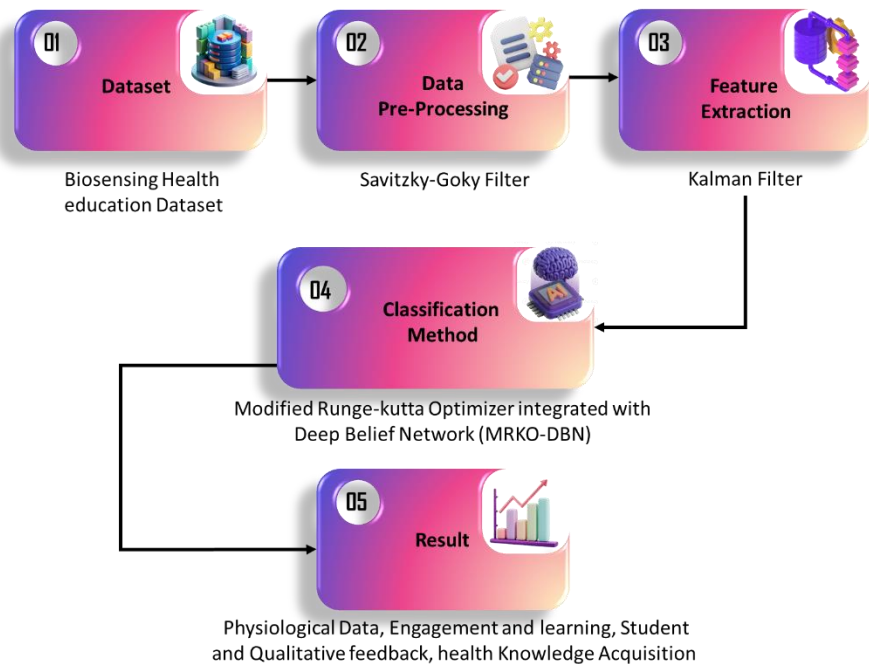 01
Dataset
Biosensing Health
education Dataset
02
Data
Pre-Processing
Savitzky-Goky Filter
03
Feature
Extraction
Kalman Filter
04
AI
Classification
Method
Modified Runge-kutta Optimizer integrated with
Deep Belief Network (MRKO-DBN)
05
Result
Physiological Data, Engagement and learning, Student
and Qualitative feedback, health Knowledge Acquisition